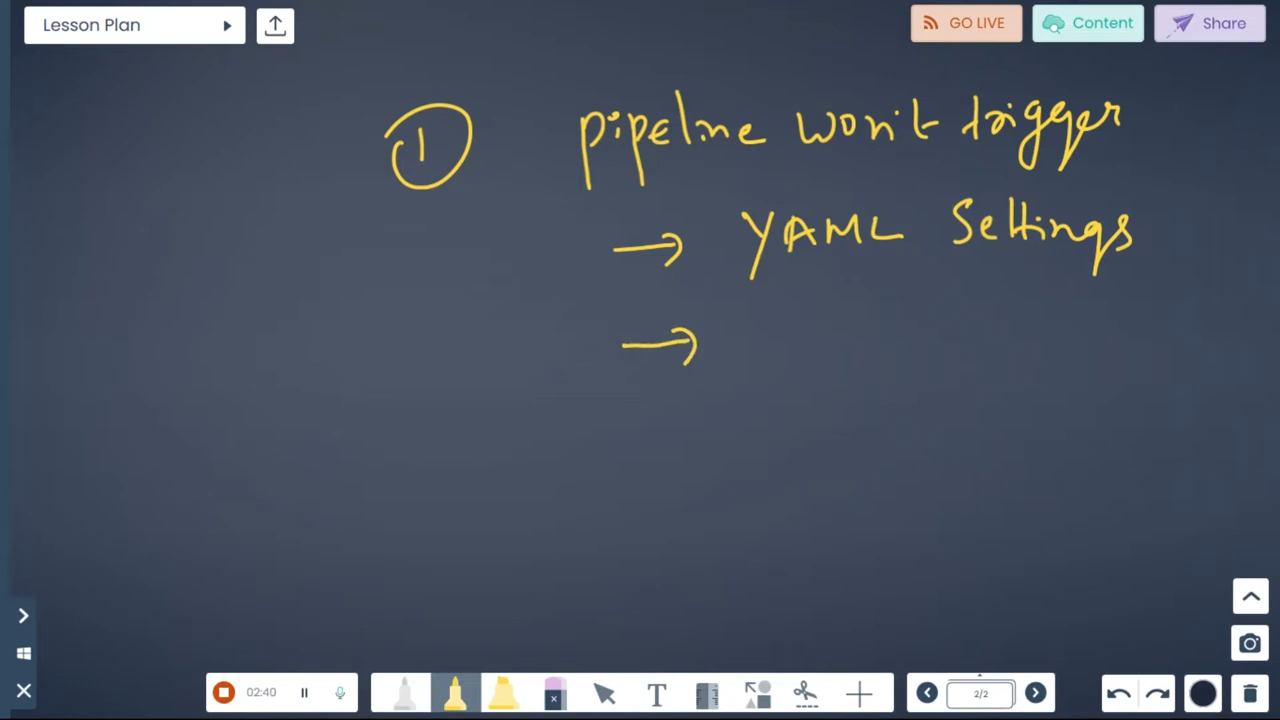 Lesson Plan
GO LIVE
Content
Share
① pipeline won't trigger
→ YAML Settings
→
02:40
T
2/2